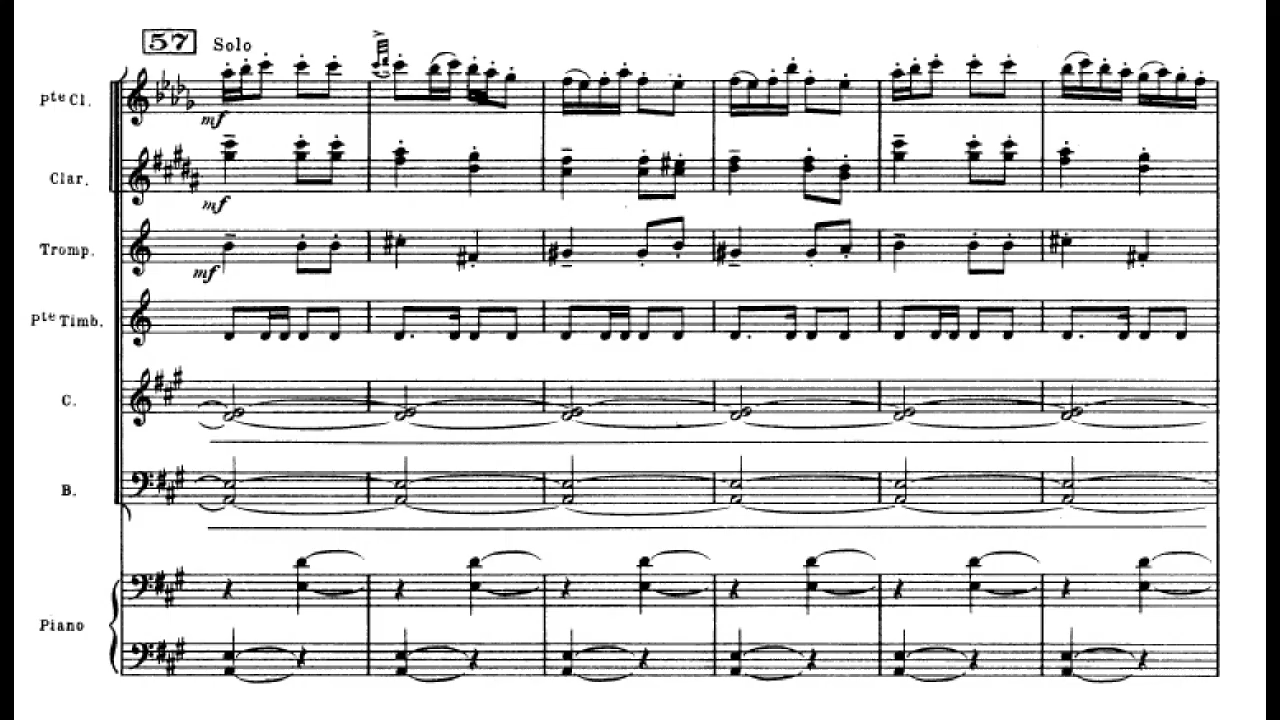 57 Solo
Pte Cl.
mf
Clar.
mf
Tromp.
mf
Pte Timb.
C.
B.
Piano